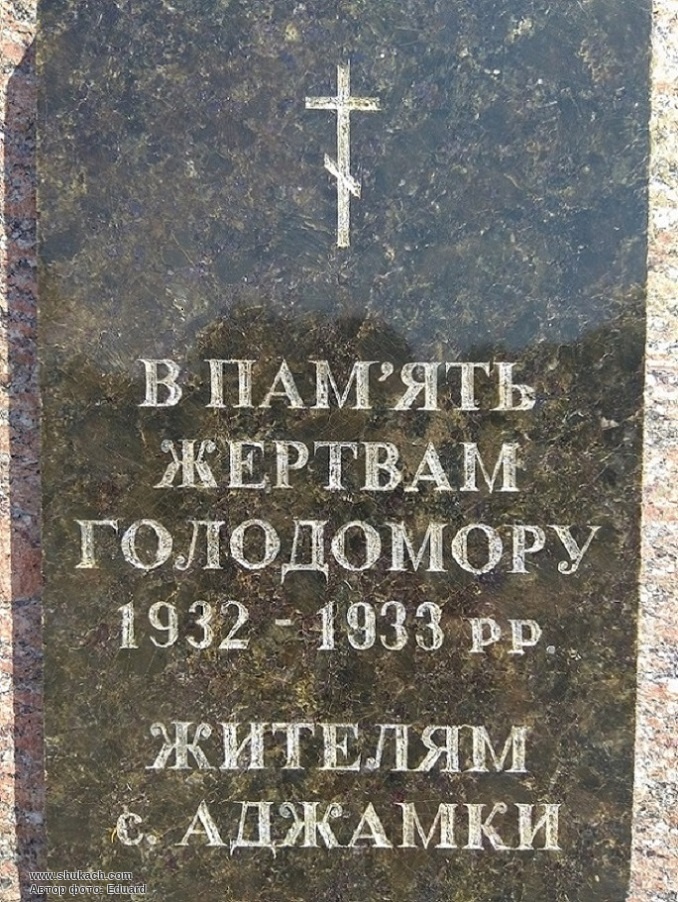 В ПАМ’ЯТЬ
ЖЕРТВАМ
ГОЛОДОМОРУ
1932 - 1933 рр.
ЖИТЕЛЯМ
с. АДЖАМКИ
www.shukach.com
Автор фото: Eduard